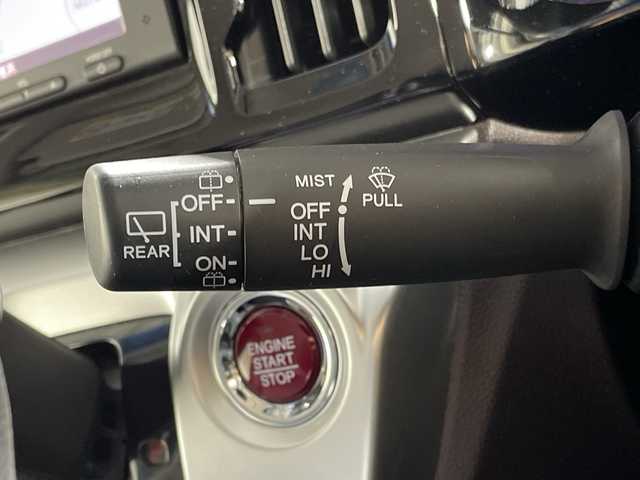 MIST
PULL
OFF
OFF
INT
INT
REAR
LO
ON
HI
ENGINE
START
STOP